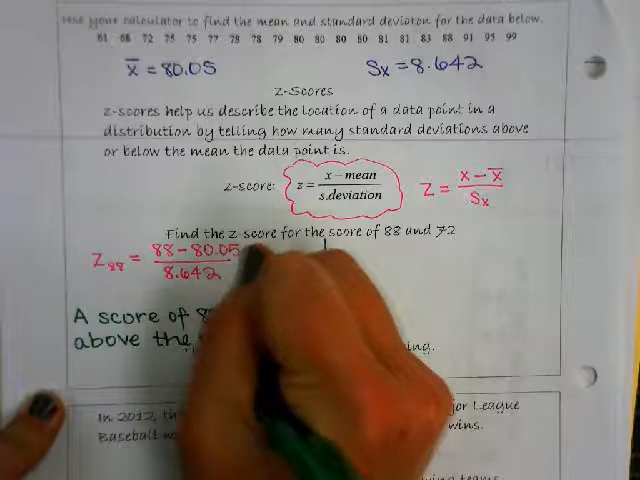 use your calculator to find the mean and standard deviation for the data below.
61 68 72 75 75 77 78 78 79 80 80 80 80 81 81 83 88 91 95 99
x̄ = 80.05 Sx = 8.642
z-Scores
z-scores help us describe the location of a data point in a
distribution by telling how many standard deviations above
or below the mean the data point is.
z-score: z = x − mean / s.deviation Z = x − x̄ / Sx
Find the z-score for the score of 88 and 72
Z88 = 88 − 80.05 / 8.642
A score of
above the
ing.
In 2012, th jor League
Baseball w wins.
teams